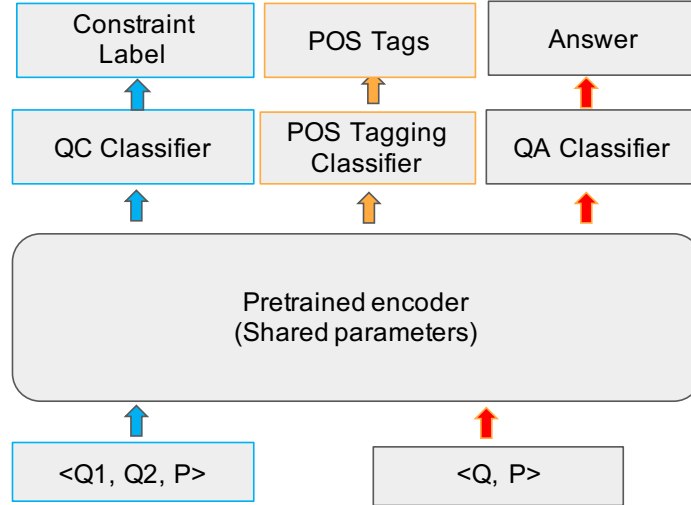 Constraint
Label
POS Tags
Answer
QC Classifier
POS Tagging
Classifier
QA Classifier
Pretrained encoder
(Shared parameters)
<Q1, Q2, P>
<Q, P>